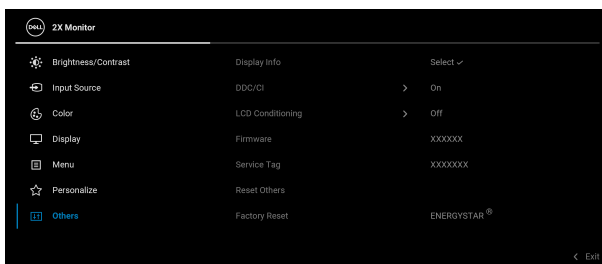 DELL 2X Monitor
Brightness/Contrast Display Info Select
Input Source DDC/CI On
Color LCD Conditioning Off
Display Firmware XXXXXX
Menu Service Tag XXXXXXX
Personalize Reset Others
Others Factory Reset ENERGYSTAR ®
Exit